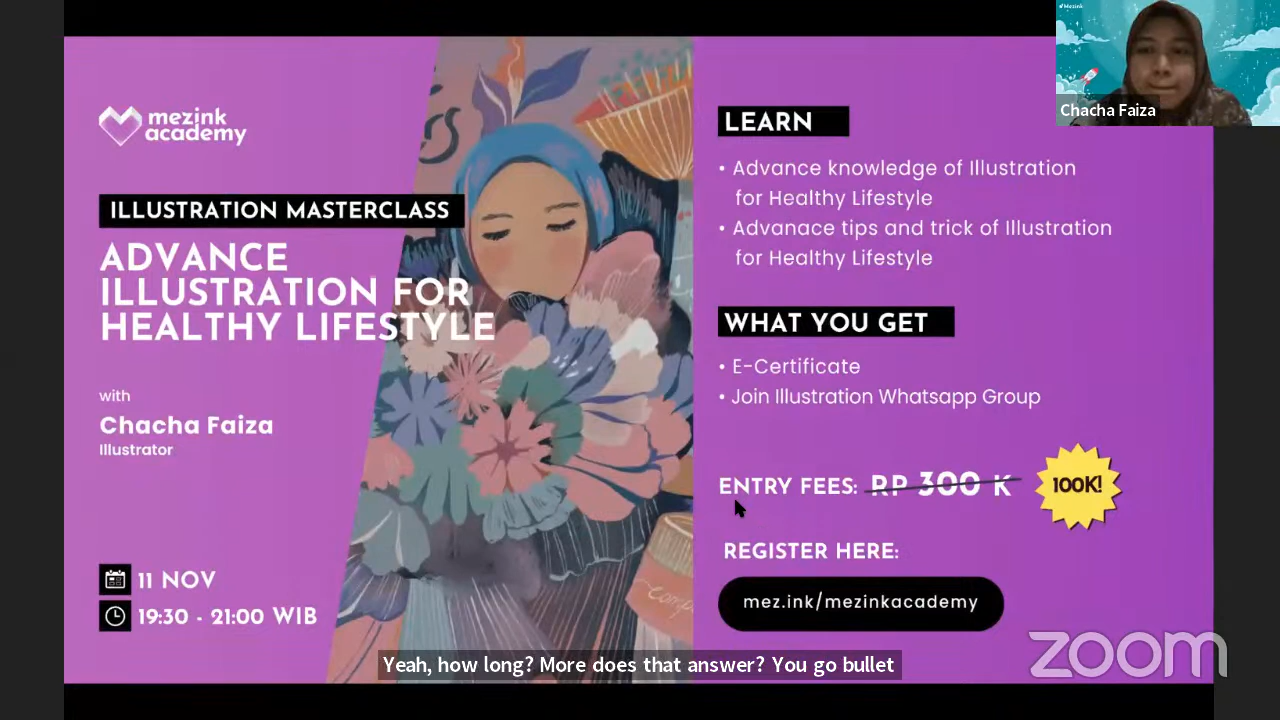 mezink
academy
ILLUSTRATION MASTERCLASS
ADVANCE
ILLUSTRATION FOR
HEALTHY LIFESTYLE
with
Chacha Faiza
Illustrator
11 NOV
19:30 - 21:00 WIB
LEARN
• Advance knowledge of Illustration
for Healthy Lifestyle
• Advanace tips and trick of Illustration
for Healthy Lifestyle
WHAT YOU GET
• E-Certificate
• Join Illustration Whatsapp Group
ENTRY FEES: RP 300 K 100K!
REGISTER HERE:
mez.ink/mezinkacademy
Mezink
Chacha Faiza
Yeah, how long? More does that answer? You go bullet
zoom